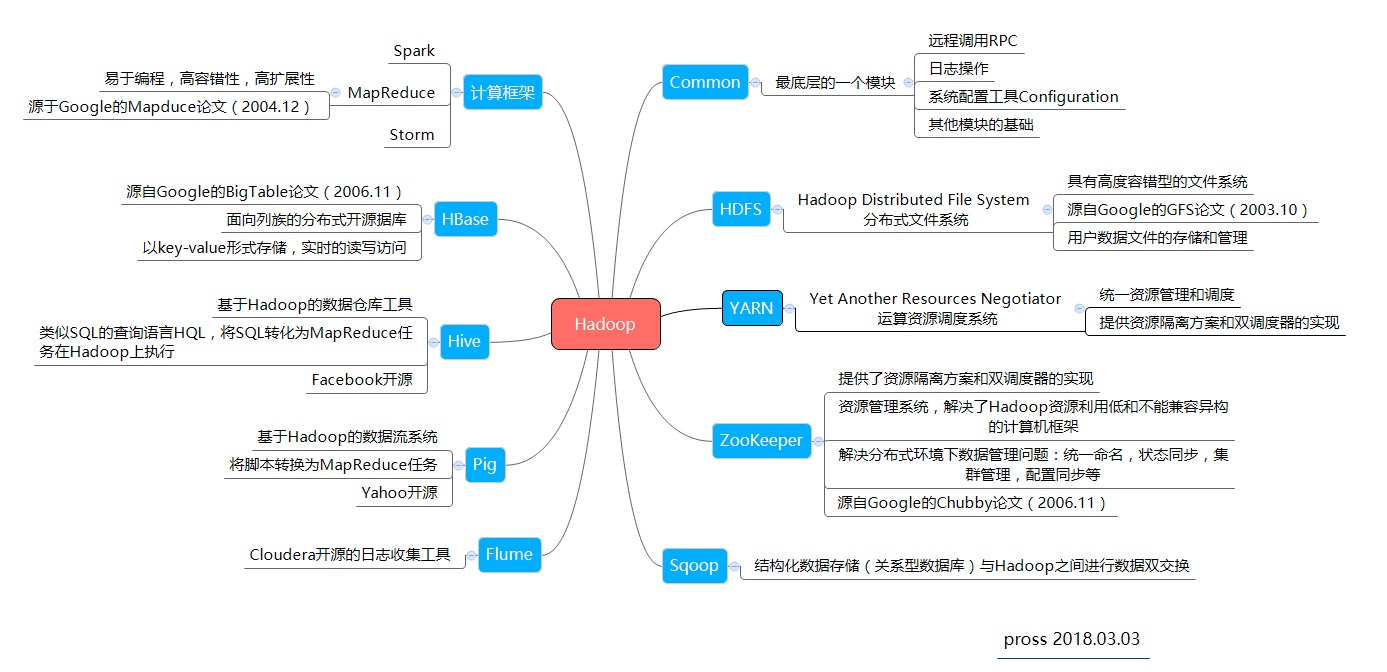 Hadoop
Common
最底层的一个模块
远程调用RPC
日志操作
系统配置工具Configuration
其他模块的基础
HDFS
Hadoop Distributed File System
分布式文件系统
具有高度容错型的文件系统
源自Google的GFS论文（2003.10）
用户数据文件的存储和管理
YARN
Yet Another Resources Negotiator
运算资源调度系统
统一资源管理和调度
提供资源隔离方案和双调度器的实现
ZooKeeper
提供了资源隔离方案和双调度器的实现
资源管理系统，解决了Hadoop资源利用低和不能兼容异构
的计算机框架
解决分布式环境下数据管理问题：统一命名，状态同步，集
群管理，配置同步等
源自Google的Chubby论文（2006.11）
Sqoop
结构化数据存储（关系型数据库）与Hadoop之间进行数据双交换
计算框架
Spark
MapReduce
易于编程，高容错性，高扩展性
源于Google的Mapduce论文（2004.12）
Storm
HBase
源自Google的BigTable论文（2006.11）
面向列族的分布式开源据库
以key-value形式存储，实时的读写访问
Hive
基于Hadoop的数据仓库工具
类似SQL的查询语言HQL，将SQL转化为MapReduce任
务在Hadoop上执行
Facebook开源
Pig
基于Hadoop的数据流系统
将脚本转换为MapReduce任务
Yahoo开源
Flume
Cloudera开源的日志收集工具
pross 2018.03.03